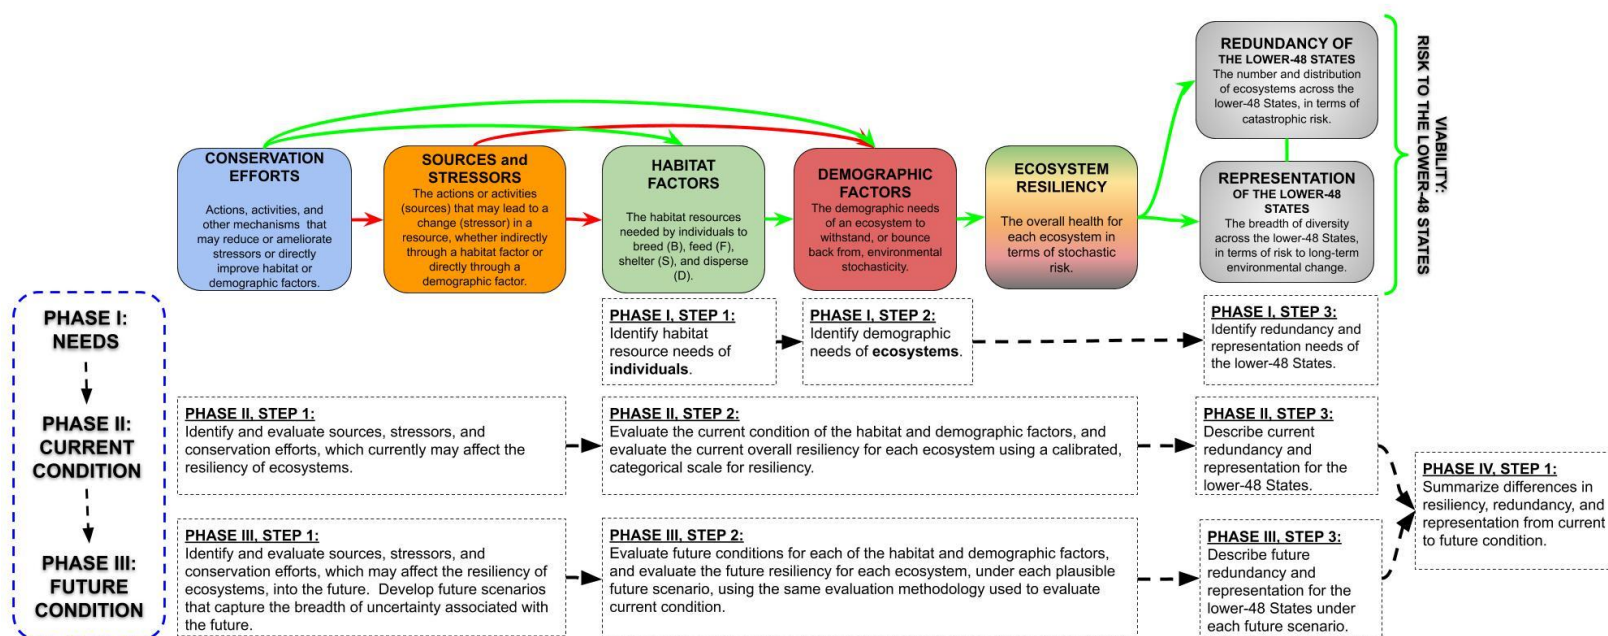 CONSERVATION
EFFORTS
Actions, activities, and
other mechanisms that
may reduce or ameliorate
stressors or directly
improve habitat or
demographic factors.
SOURCES and
STRESSORS
The actions or activities
(sources) that may lead to a
change (stressor) in a
resource, whether indirectly
through a habitat factor or
directly through a
demographic factor.
HABITAT
FACTORS
The habitat resources
needed by individuals to
breed (B), feed (F),
shelter (S), and disperse
(D).
DEMOGRAPHIC
FACTORS
The demographic needs
of an ecosystem to
withstand, or bounce
back from, environmental
stochasticity.
ECOSYSTEM
RESILIENCY
The overall health for
each ecosystem in
terms of stochastic
risk.
REDUNDANCY OF
THE LOWER-48 STATES
The number and distribution
of ecosystems across the
lower-48 States, in terms of
catastrophic risk.
REPRESENTATION
OF THE LOWER-48
STATES
The breadth of diversity
across the lower-48 States,
in terms of risk to long-term
environmental change.
VIABILITY:
RISK TO THE LOWER-48 STATES
PHASE I:
NEEDS
PHASE II:
CURRENT
CONDITION
PHASE III:
FUTURE
CONDITION
PHASE I, STEP 1:
Identify habitat
resource needs of
individuals.
PHASE I, STEP 2:
Identify demographic
needs of ecosystems.
PHASE I, STEP 3:
Identify redundancy and
representation needs of
the lower-48 States.
PHASE II, STEP 1:
Identify and evaluate sources, stressors, and
conservation efforts, which currently may affect the
resiliency of ecosystems.
PHASE II, STEP 2:
Evaluate the current condition of the habitat and demographic factors, and
evaluate the current overall resiliency for each ecosystem using a calibrated,
categorical scale for resiliency.
PHASE II, STEP 3:
Describe current
redundancy and
representation for the
lower-48 States.
PHASE III, STEP 1:
Identify and evaluate sources, stressors, and
conservation efforts, which may affect the resiliency of
ecosystems, into the future. Develop future scenarios
that capture the breadth of uncertainty associated with
the future.
PHASE III, STEP 2:
Evaluate future conditions for each of the habitat and demographic factors,
and evaluate the future resiliency for each ecosystem, under each plausible
future scenario, using the same evaluation methodology used to evaluate
current condition.
PHASE III, STEP 3:
Describe future
redundancy and
representation for the
lower-48 States under
each future scenario.
PHASE IV, STEP 1:
Summarize differences in
resiliency, redundancy, and
representation from current
to future condition.